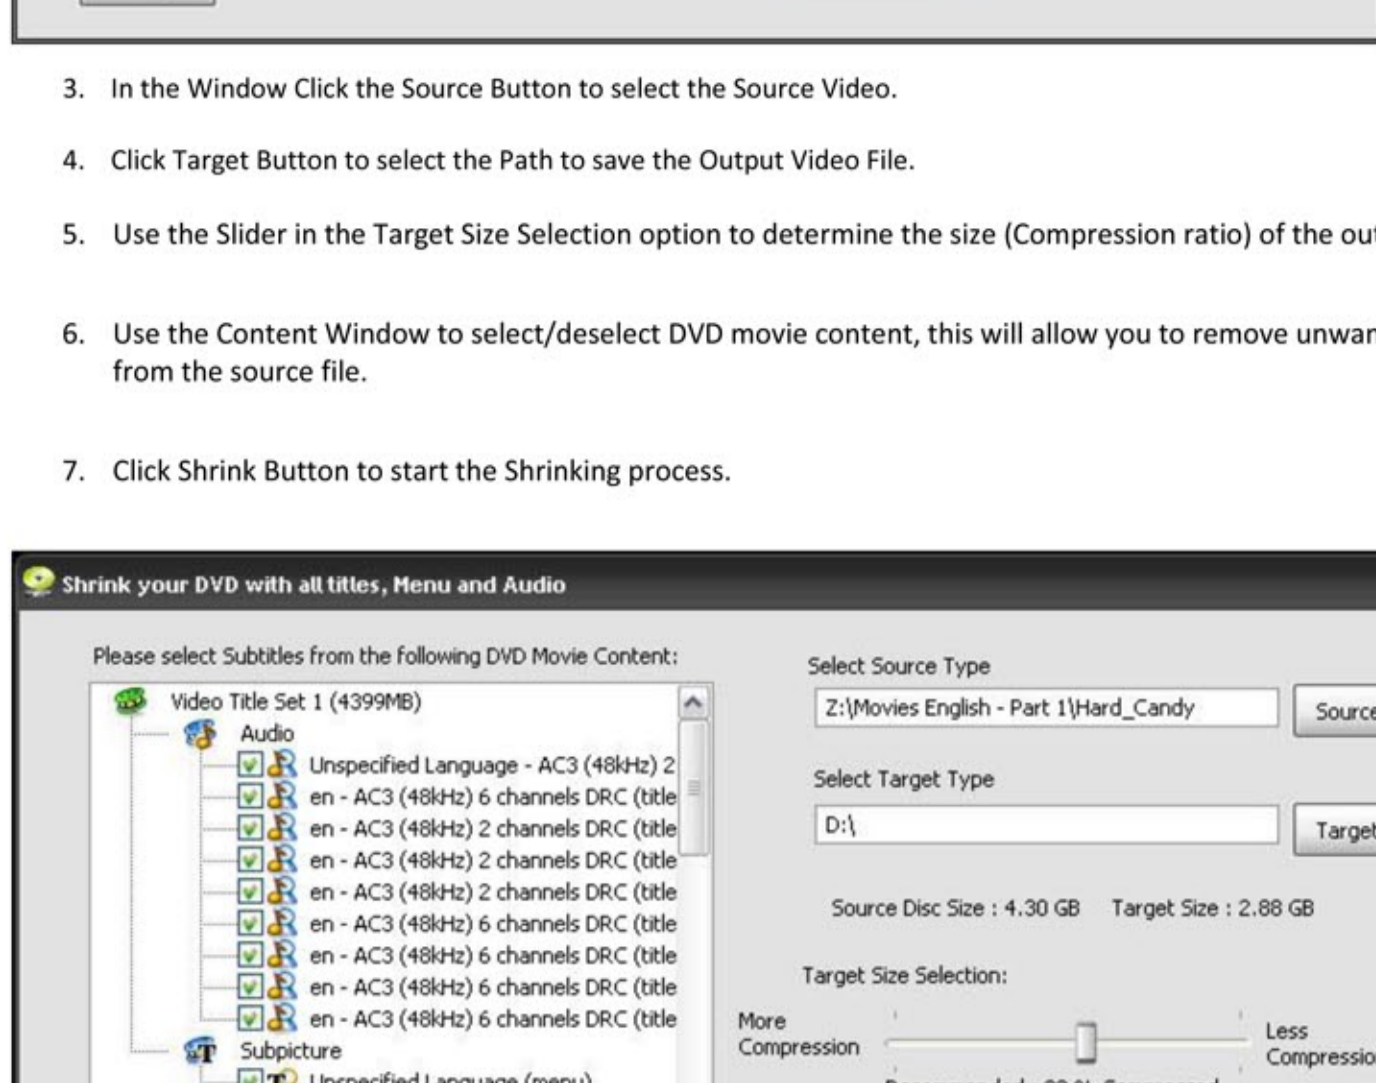 3. In the Window Click the Source Button to select the Source Video.
4. Click Target Button to select the Path to save the Output Video File.
5. Use the Slider in the Target Size Selection option to determine the size (Compression ratio) of the
6. Use the Content Window to select/deselect DVD movie content, this will allow you to remove
from the source file.
7. Click Shrink Button to start the Shrinking process.
Shrink your DVD with all titles, Menu and Audio
Please select Subtitles from the following DVD Movie Content:
Video Title Set 1 (4399MB)
Audio
Unspecified Language - AC3 (48kHz) 2
en - AC3 (48kHz) 6 channels DRC (title
en - AC3 (48kHz) 2 channels DRC (title
en - AC3 (48kHz) 2 channels DRC (title
en - AC3 (48kHz) 2 channels DRC (title
en - AC3 (48kHz) 6 channels DRC (title
en - AC3 (48kHz) 6 channels DRC (title
en - AC3 (48kHz) 6 channels DRC (title
en - AC3 (48kHz) 6 channels DRC (title
Subpicture
Unspecified Language (menu)
Select Source Type
Z:\Movies English - Part 1\Hard_Candy
Source
Select Target Type
D:\
Target
Source Disc Size : 4.30 GB Target Size : 2.88 GB
Target Size Selection:
More
Compression
Less
Compressio